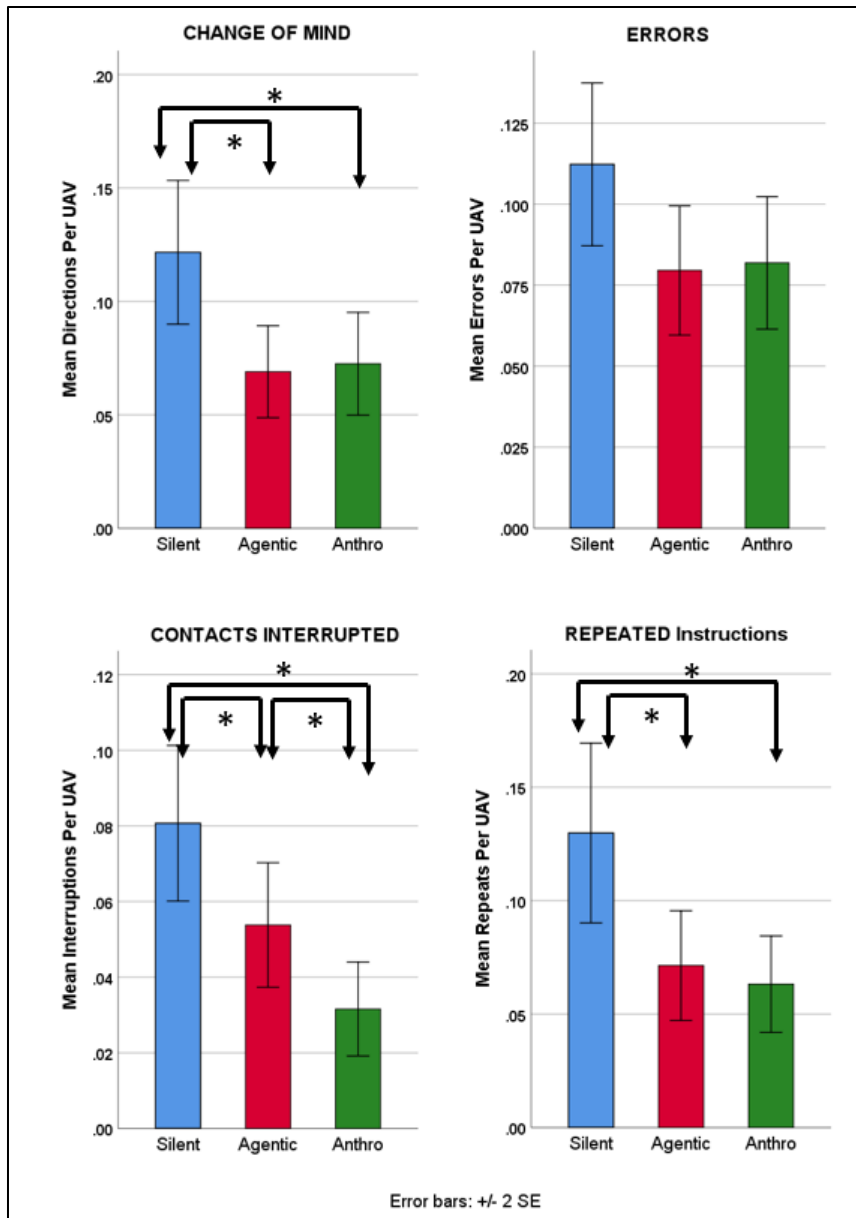 CHANGE OF MIND
Mean Directions Per UAV
.20
.15
.10
.05
.00
*
*
Silent Agentic Anthro
ERRORS
Mean Errors Per UAV
.125
.100
.075
.050
.025
.000
Silent Agentic Anthro
CONTACTS INTERRUPTED
Mean Interruptions Per UAV
.12
.10
.08
.06
.04
.02
.00
*
* *
Silent Agentic Anthro
REPEATED Instructions
Mean Repeats Per UAV
.20
.15
.10
.05
.00
*
*
Silent Agentic Anthro
Error bars: +/- 2 SE